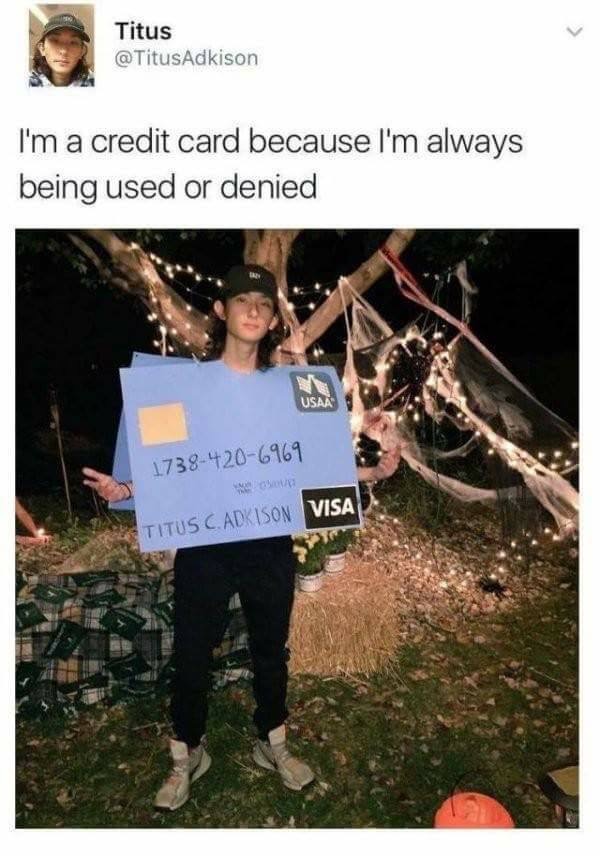 Titus
@TitusAdkison
I'm a credit card because I'm always
being used or denied
USAA
1738-420-6969
TITUS C. ADKISON
VISA